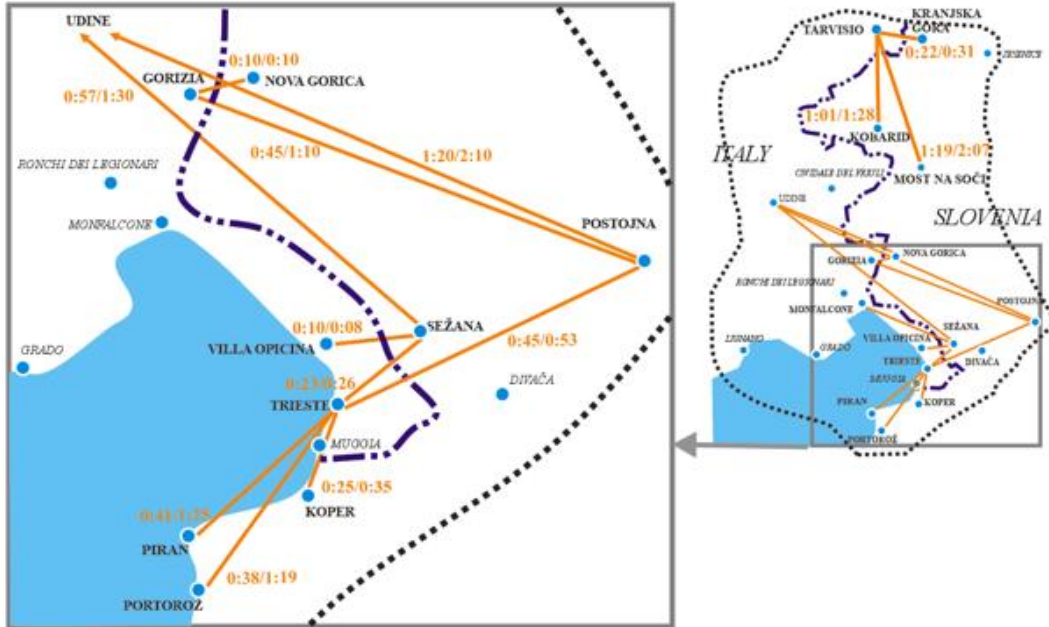 UDINE
0:10/0:10
GORIZIA
NOVA GORICA
0:57/1:30
0:45/1:10
1:20/2:10
RONCHI DEI LEGIONARI
MONFALCONE
POSTOJNA
0:10/0:08
SEŽANA
VILLA OPICINA
0:45/0:53
GRADO
0:23/0:26
DIVAČA
TRIESTE
MUGGIA
0:25/0:35
KOPER
PIRAN
0:38/1:19
PORTOROŽ
KRANJSKA
GORA
TARVISIO
0:22/0:31
JESENICE
1:01/1:28
KOBARID
1:19/2:07
ITALY
CIVIDALE DEL FRIULI
MOST NA SOČI
UDINE
SLOVENIA
NOVA GORICA
GORIZIA
RONCHI DEI LEGIONARI
POSTOJNA
MONFALCONE
SEŽANA
VILLA OPICINA
LIGNANO
GRADO
DIVAČA
TRIESTE
MUGGIA
KOPER
PIRAN
PORTOROŽ